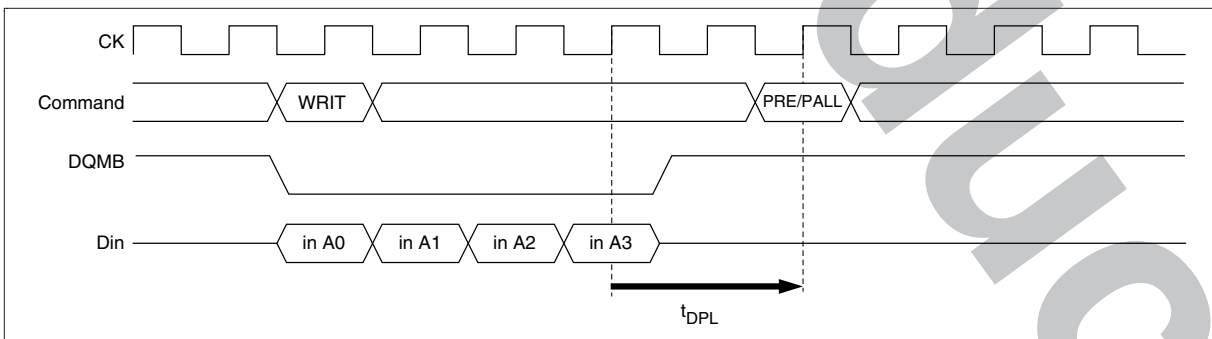 CK
Command WRIT PRE/PALL
DQMB
Din in A0 in A1 in A2 in A3
tDPL